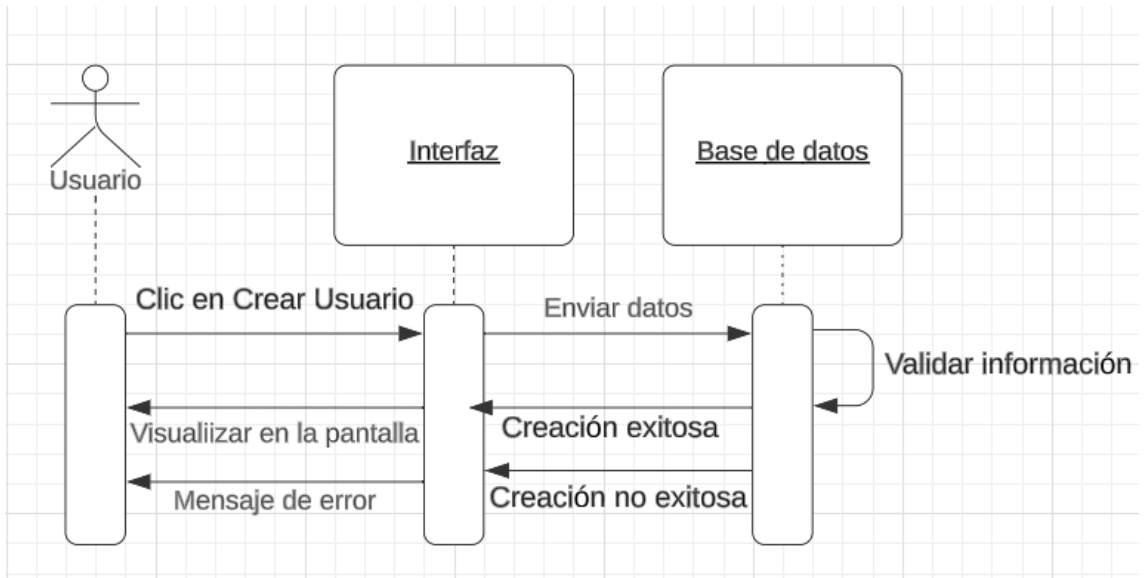 Usuario
Interfaz
Base de datos
Clic en Crear Usuario
Enviar datos
Validar información
Visualiizar en la pantalla
Creación exitosa
Mensaje de error
Creación no exitosa